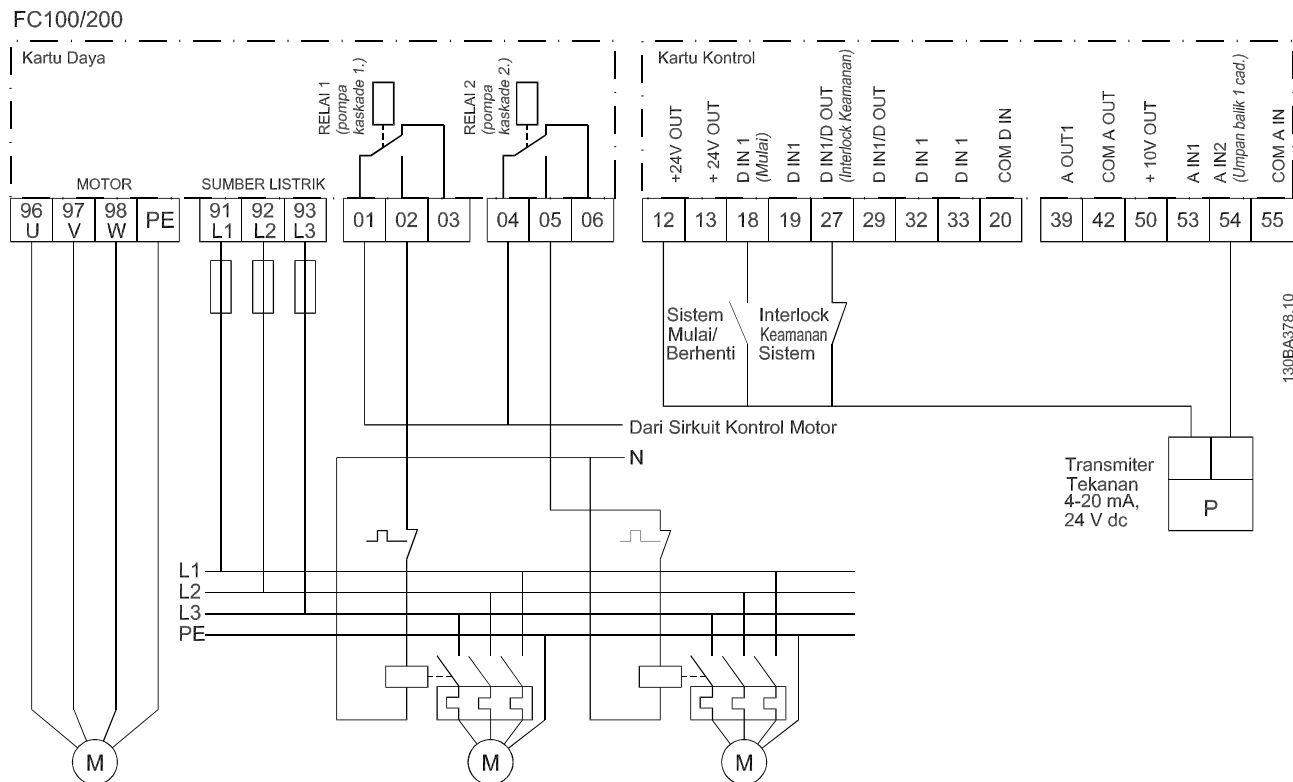 FC100/200
Kartu Daya
Kartu Kontrol
RELAI 1
(pompa
kaskade 1.)
RELAI 2
(pompa
kaskade 2.)
+24V OUT
+ 24V OUT
D IN 1
(Mulai)
D IN1
D IN1/D OUT
(Interlock Keamanan)
D IN1/D OUT
D IN 1
D IN 1
COM D IN
A OUT1
COM A OUT
+ 10V OUT
A IN1
A IN2
(Umpan balik 1 cad.)
COM A IN
MOTOR
SUMBER LISTRIK
96 97 98 PE
U V W
91 92 93
L1 L2 L3
01 02 03
04 05 06
12 13 18 19 27 29 32 33 20
39 42 50 53 54 55
Sistem
Mulai/
Berhenti
Interlock
Keamanan
Sistem
130BA378.10
Dari Sirkuit Kontrol Motor
N
Transmiter
Tekanan
4-20 mA,
24 V dc
P
L1
L2
L3
PE
M
M
M